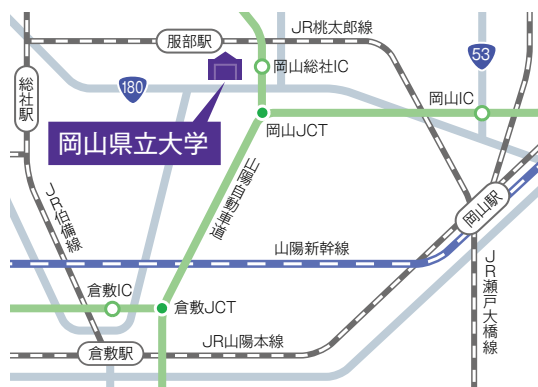 JR桃太郎線
服部駅
53
岡山総社IC
180
総社駅
岡山IC
岡山県立大学
岡山JCT
山陽自動車道
岡山駅
JR伯備線
山陽新幹線
JR瀬戸大橋線
倉敷IC
倉敷JCT
JR山陽本線
倉敷駅